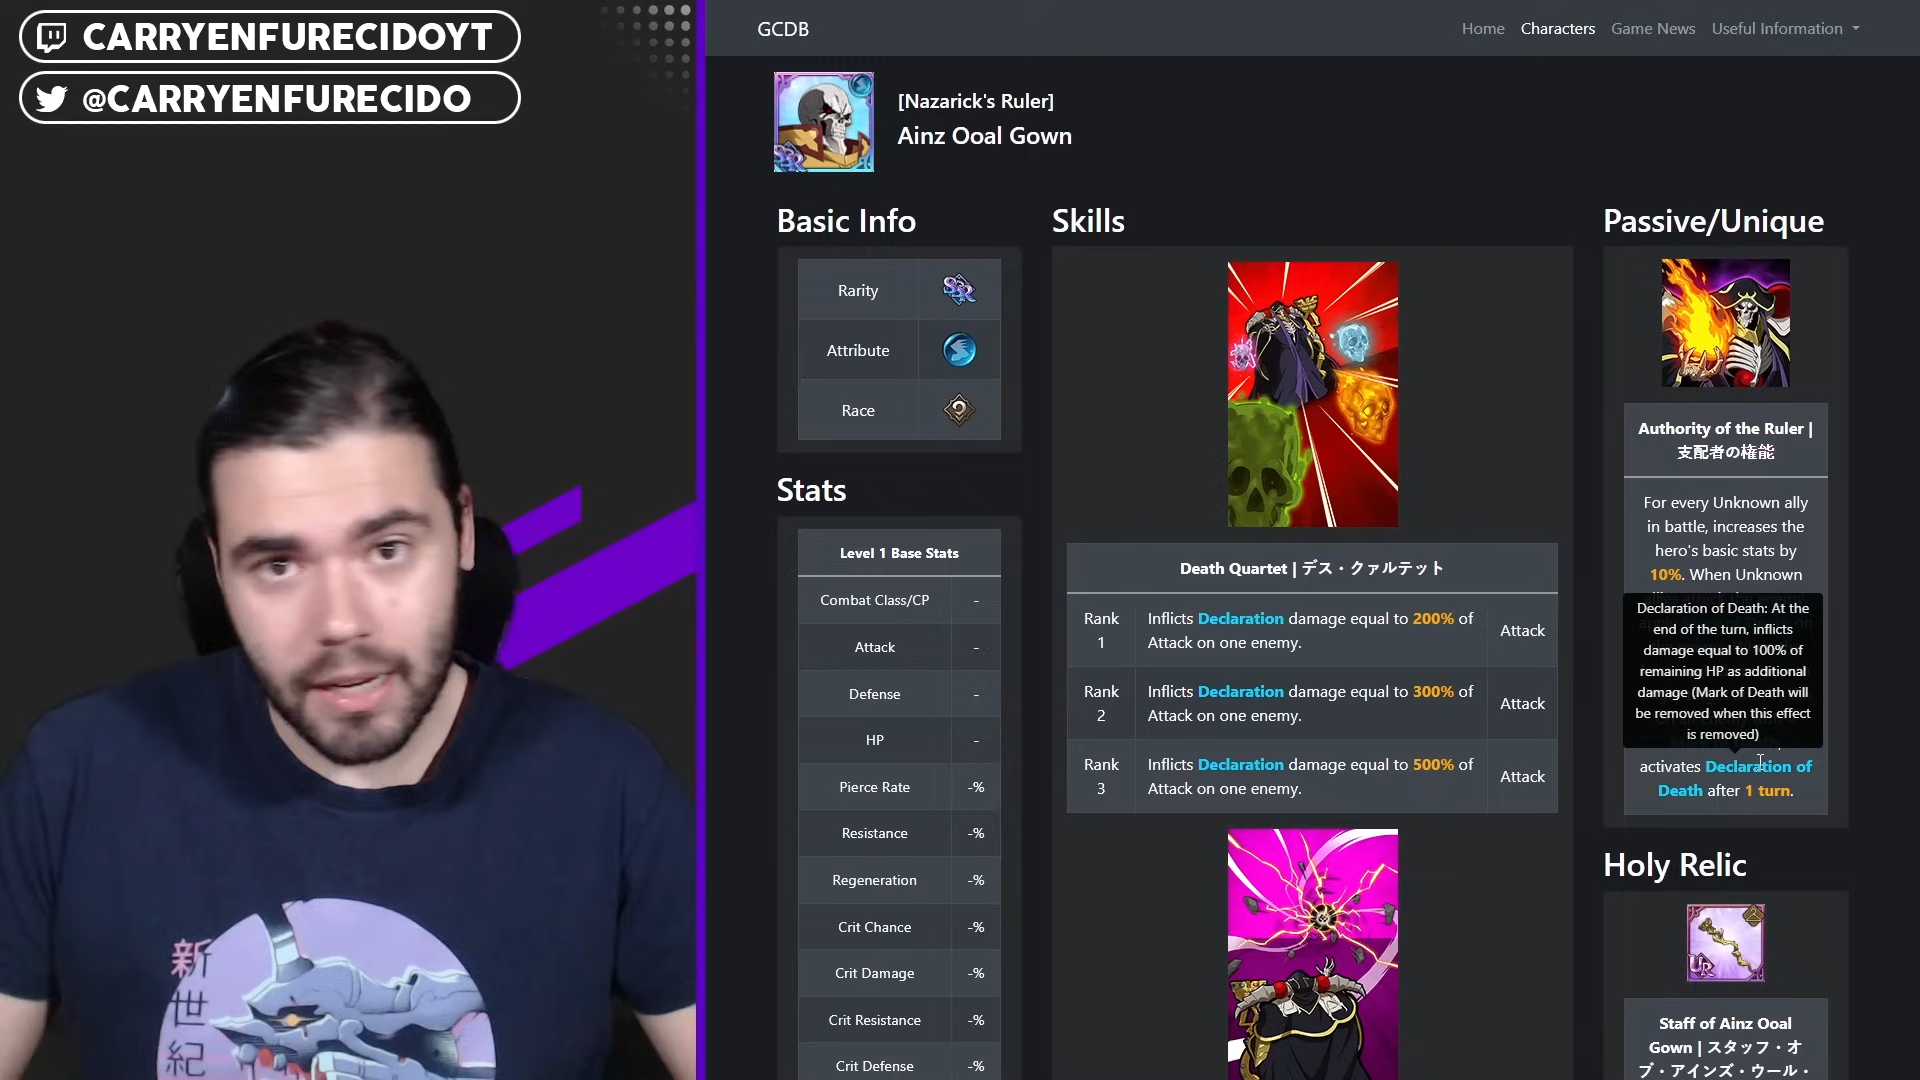 CARRYENFURECIDOYT
@CARRYENFURECIDO
GCDB
Home Characters Game News Useful Information
[Nazarick's Ruler]
Ainz Ooal Gown
Basic Info
Rarity
Attribute
Race
Stats
Level 1 Base Stats
Combat Class/CP -
Attack -
Defense -
HP -
Pierce Rate -%
Resistance -%
Regeneration -%
Crit Chance -%
Crit Damage -%
Crit Resistance -%
Crit Defense -%
Skills
Death Quartet | デス・クァルテット
Rank 1
Inflicts Declaration damage equal to 200% of
Attack on one enemy.
Attack
Rank 2
Inflicts Declaration damage equal to 300% of
Attack on one enemy.
Attack
Rank 3
Inflicts Declaration damage equal to 500% of
Attack on one enemy.
Attack
Passive/Unique
Authority of the Ruler |
支配者の権能
For every Unknown ally
in battle, increases the
hero's basic stats by
10%. When Unknown
Declaration of Death: At the
end of the turn, inflicts
damage equal to 100% of
remaining HP as additional
damage (Mark of Death will
be removed when this effect
is removed)
activates Declaration of
Death after 1 turn.
Holy Relic
UR
Staff of Ainz Ooal
Gown | スタッフ・オ
ブ・アインズ・ウール・
新
世
紀